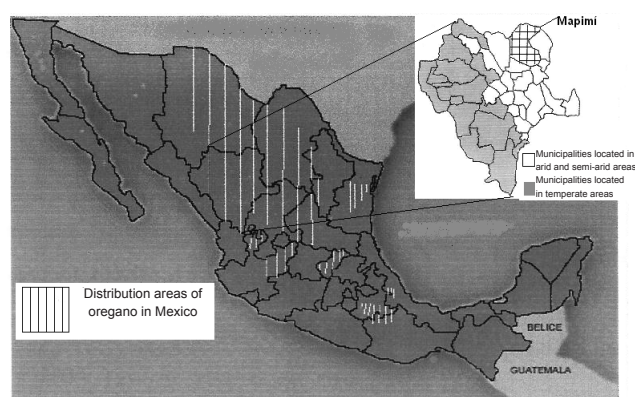 Mapimí
Municipalities located in
arid and semi-arid areas
Municipalities located
in temperate areas
Distribution areas of
oregano in Mexico
BELICE
GUATEMALA